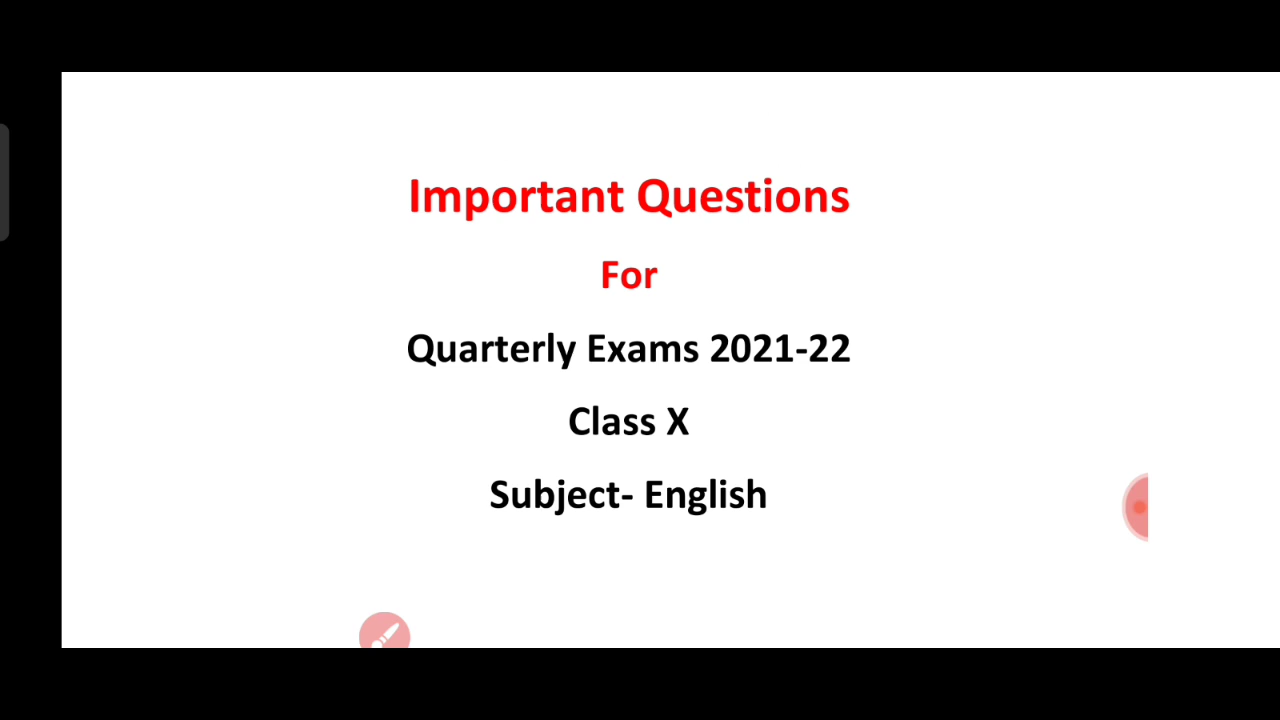 Important Questions
For
Quarterly Exams 2021-22
Class X
Subject- English